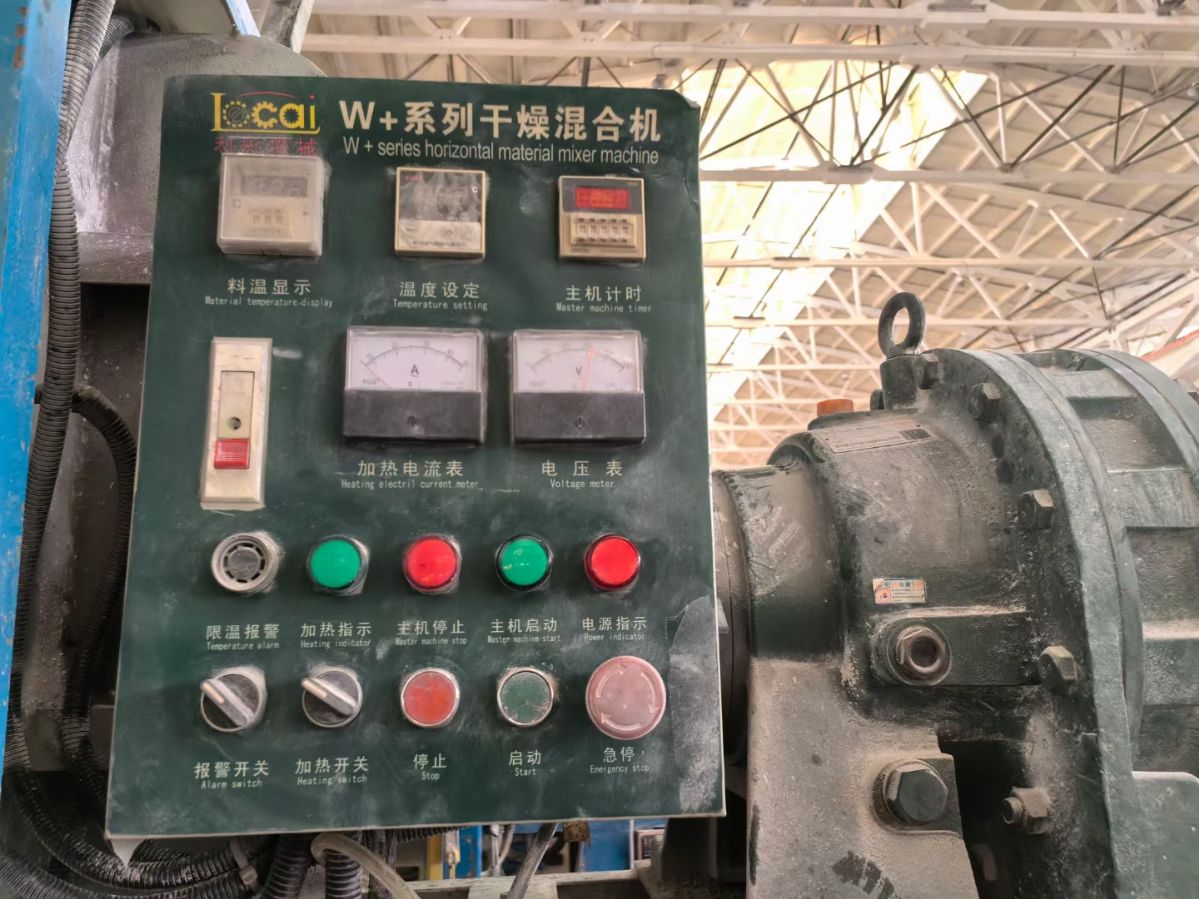 Locai
W+系列干燥混合机
W + series horizontal material mixer machine
料温显示
Material temperature display
温度设定
Temperature setting
主机计时
Master machine timer
A
V
加热电流表
Heating electril current meter
电压表
Voltage meter
限温报警
Temperature alarm
加热指示
Heating indicator
主机停止
Master machine stop
主机启动
Master machine start
电源指示
Power indicator
报警开关
Alarm switch
加热开关
Heating switch
停止
Stop
启动
Start
急停
Emergency stop